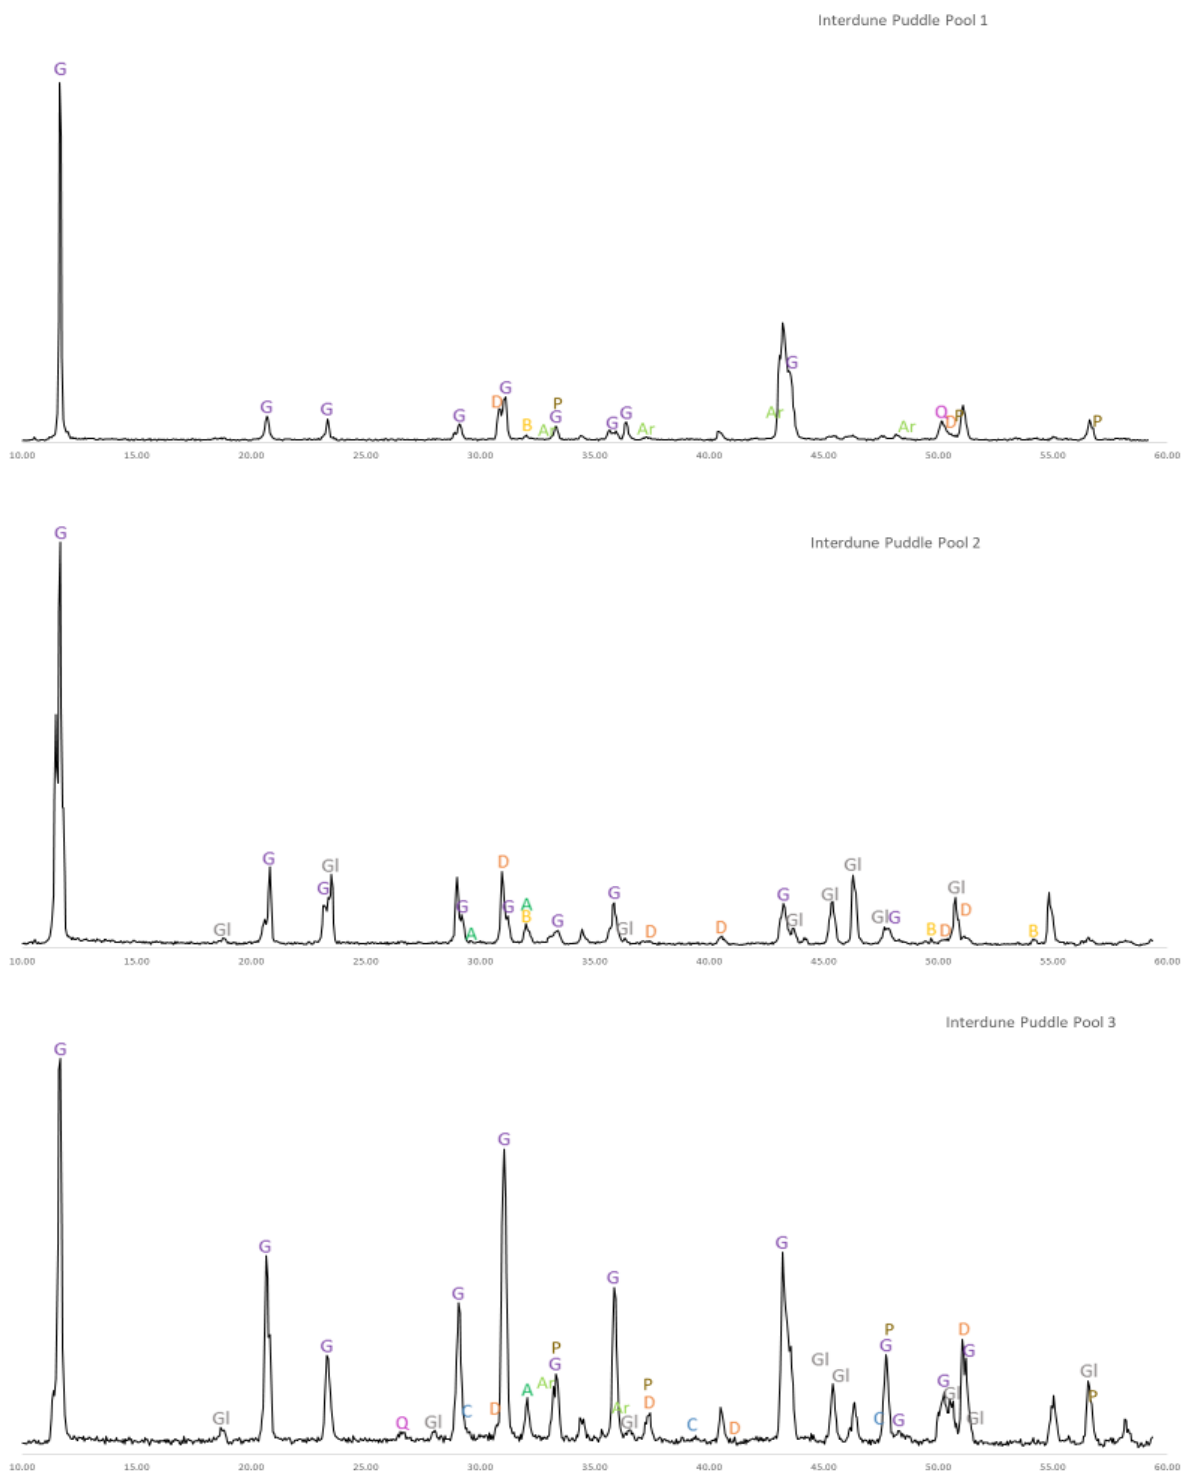 Interdune Puddle Pool 1
G
G
G
G
D
G
B
Ar
P
G
G
G
Ar
Ar
G
Ar
Q
D
P
P
10.00 15.00 20.00 25.00 30.00 35.00 40.00 45.00 50.00 55.00 60.00
Interdune Puddle Pool 2
G
Gl
G
G
Gl
G
A
D
G
A
B
G
G
Gl
D
D
G
Gl
Gl
Gl
Gl
G
B
D
Gl
D
B
10.00 15.00 20.00 25.00 30.00 35.00 40.00 45.00 50.00 55.00 60.00
Interdune Puddle Pool 3
G
Gl
G
G
Q
Gl
G
C
D
G
A
Ar
P
G
G
Ar
Gl
P
D
C
D
G
Gl
Gl
C
P
G
G
G
Gl
D
G
Gl
Gl
P
10.00 15.00 20.00 25.00 30.00 35.00 40.00 45.00 50.00 55.00 60.00